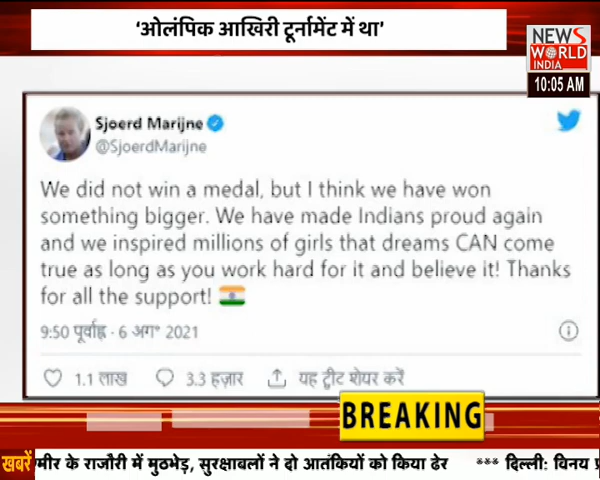 ‘ओलंपिक आखिरी टूर्नामेंट में था’
NEWS
WORLD
INDIA
10:05 AM
Sjoerd Marijne
@SjoerdMarijne
We did not win a medal, but I think we have won
something bigger. We have made Indians proud again
and we inspired millions of girls that dreams CAN come
true as long as you work hard for it and believe it! Thanks
for all the support! 🇮🇳
9:50 पूर्वाह्न · 6 अग॰ 2021
1.1 लाख 3.3 हज़ार यह ट्वीट शेयर करें
BREAKING
खबरें मीर के राजौरी में मुठभेड़, सुरक्षाबलों ने दो आतंकियों को किया ढेर *** दिल्ली: विनय